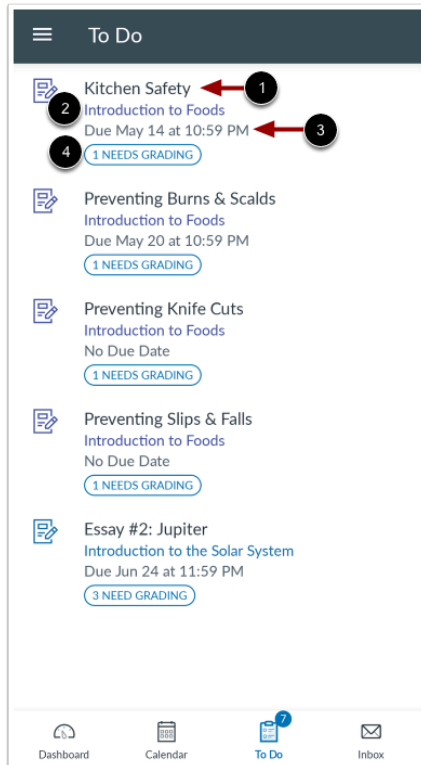 To Do
Kitchen Safety
1
2
Introduction to Foods
Due May 14 at 10:59 PM
3
4
1 NEEDS GRADING
Preventing Burns & Scalds
Introduction to Foods
Due May 20 at 10:59 PM
1 NEEDS GRADING
Preventing Knife Cuts
Introduction to Foods
No Due Date
1 NEEDS GRADING
Preventing Slips & Falls
Introduction to Foods
No Due Date
1 NEEDS GRADING
Essay #2: Jupiter
Introduction to the Solar System
Due Jun 24 at 11:59 PM
3 NEED GRADING
7
Dashboard
Calendar
To Do
Inbox